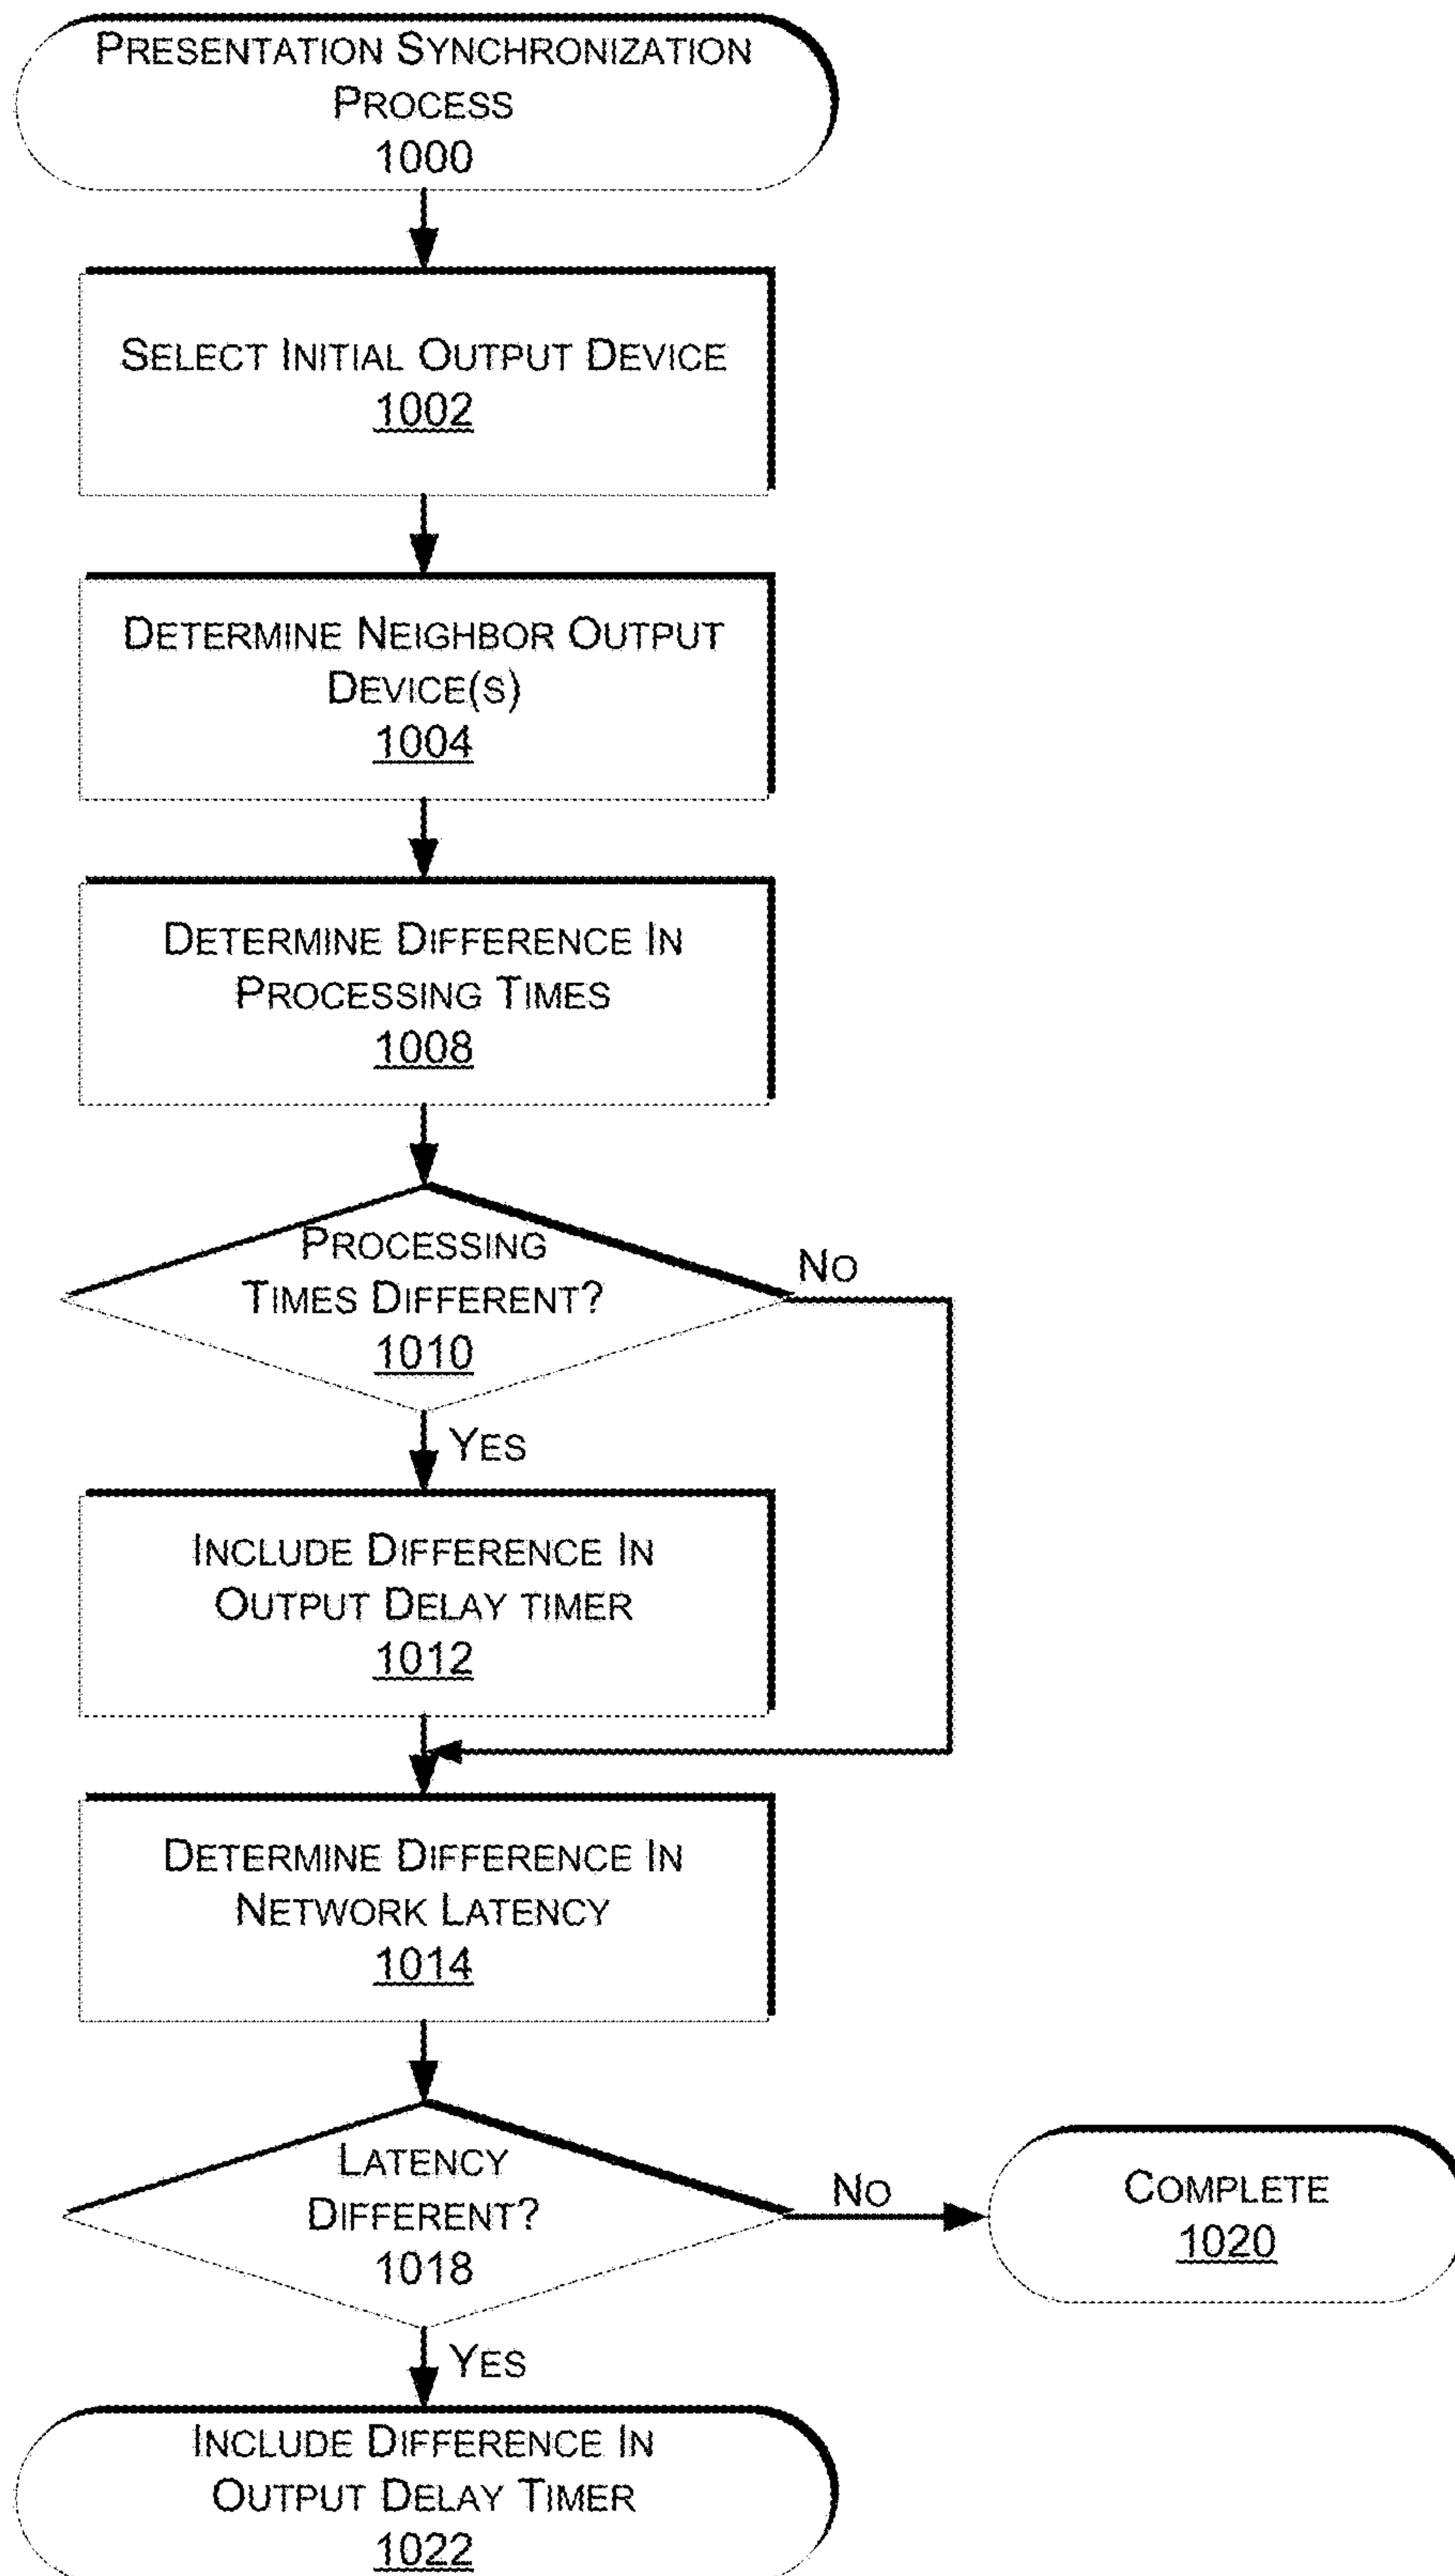 PRESENTATION SYNCHRONIZATION
PROCESS
1000
SELECT INITIAL OUTPUT DEVICE
1002
DETERMINE NEIGHBOR OUTPUT
DEVICE(S)
1004
DETERMINE DIFFERENCE IN
PROCESSING TIMES
1008
PROCESSING
TIMES DIFFERENT?
1010
NO
YES
INCLUDE DIFFERENCE IN
OUTPUT DELAY TIMER
1012
DETERMINE DIFFERENCE IN
NETWORK LATENCY
1014
LATENCY
DIFFERENT?
1018
NO
COMPLETE
1020
YES
INCLUDE DIFFERENCE IN
OUTPUT DELAY TIMER
1022